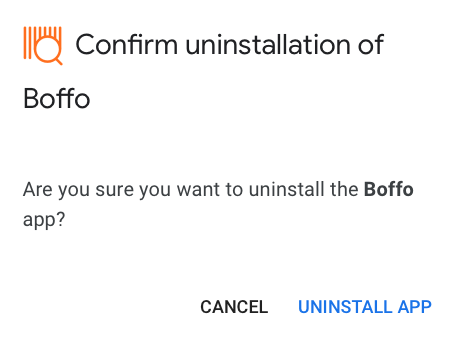 Confirm uninstallation of
Boffo
Are you sure you want to uninstall the Boffo
app?
CANCEL UNINSTALL APP